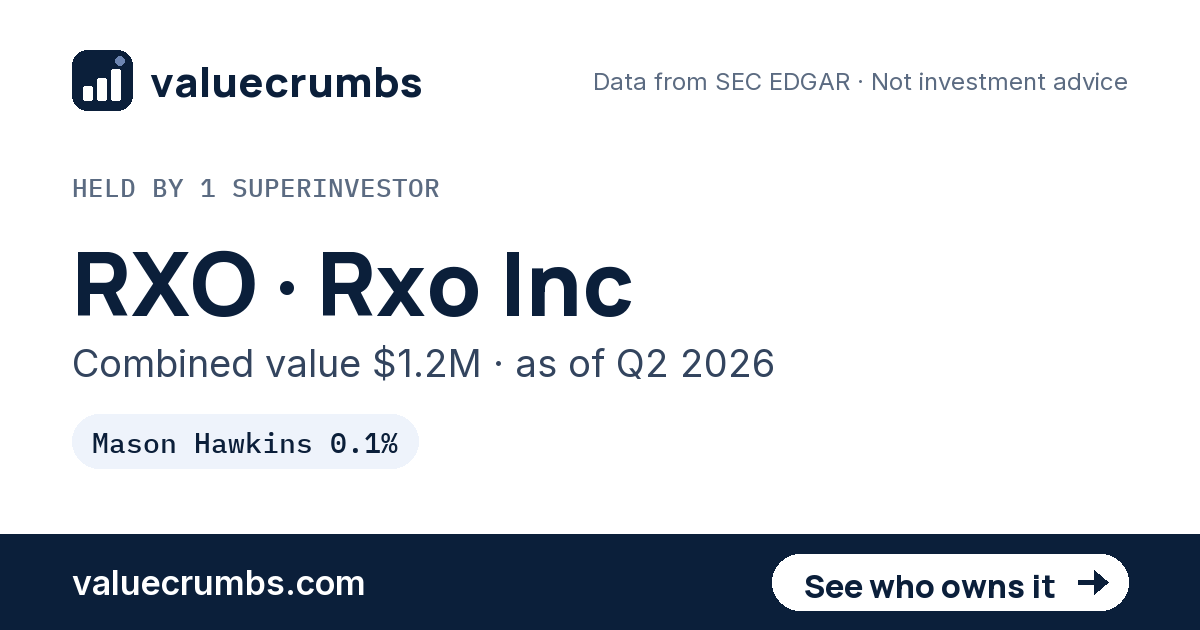 valuecrumbs
Data from SEC EDGAR · Not investment advice
HELD BY 1 SUPERINVESTOR
RXO · Rxo Inc
Combined value $1.2M · as of Q2 2026
Mason Hawkins 0.1%
valuecrumbs.com
See who owns it →